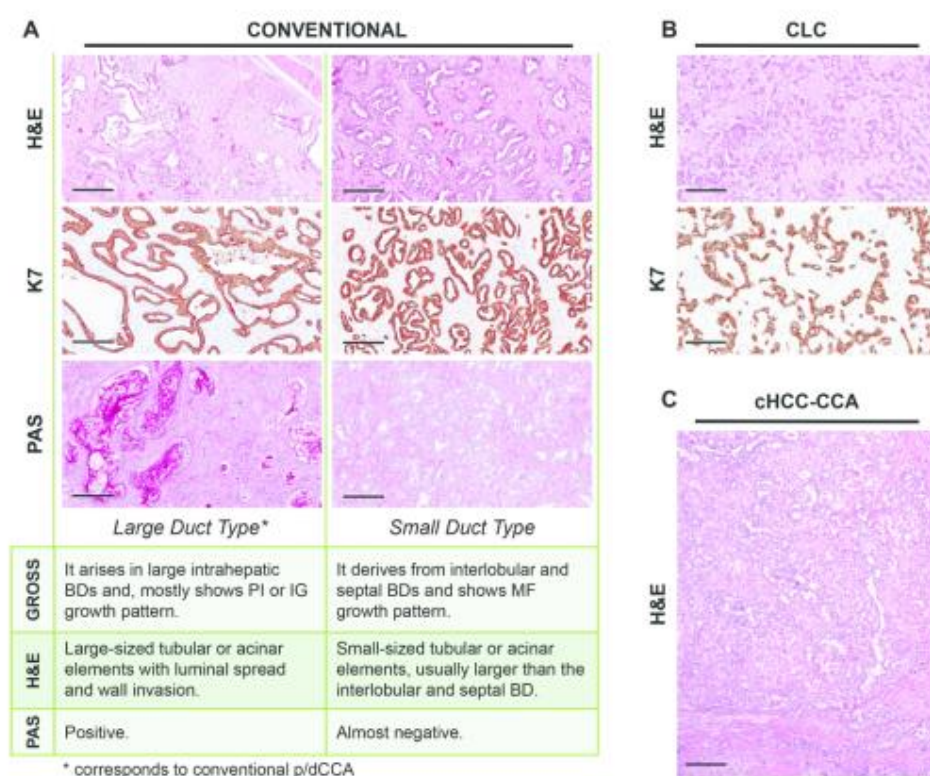 A
CONVENTIONAL
H&E
K7
PAS
Large Duct Type*
Small Duct Type
GROSS
It arises in large intrahepatic
BDs and, mostly shows PI or IG
growth pattern.
It derives from interlobular and
septal BDs and shows MF
growth pattern.
H&E
Large-sized tubular or acinar
elements with luminal spread
and wall invasion.
Small-sized tubular or acinar
elements, usually larger than the
interlobular and septal BD.
PAS
Positive.
Almost negative.
* corresponds to conventional p/dCCA
B
CLC
H&E
K7
C
cHCC-CCA
H&E